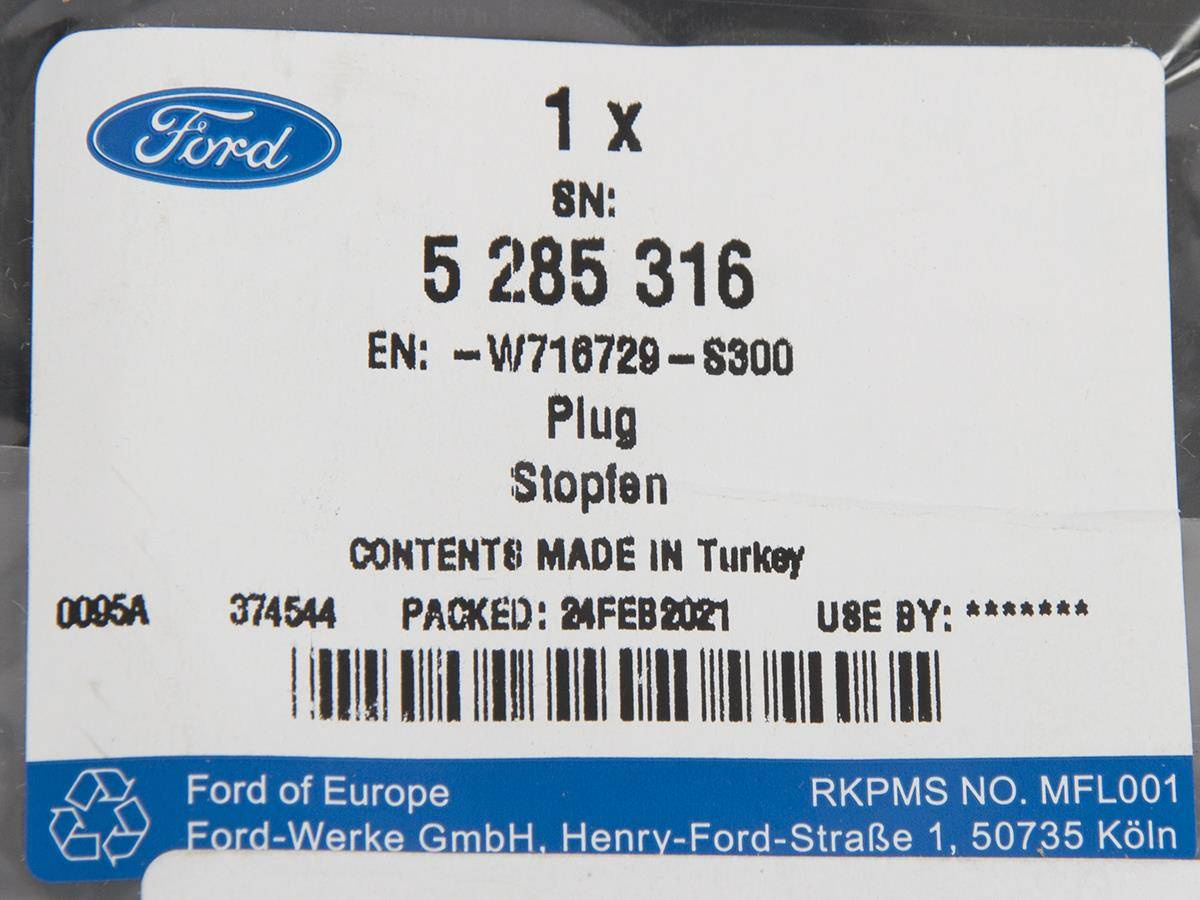 Ford
1 x
SN:
5 285 316
EN: -W716729-S300
Plug
Stopfen
CONTENTS MADE IN Turkey
0095A 374544 PACKED: 24FEB2021 USE BY: *******
Ford of Europe RKPMS NO. MFL001
Ford-Werke GmbH, Henry-Ford-Straße 1, 50735 Köln